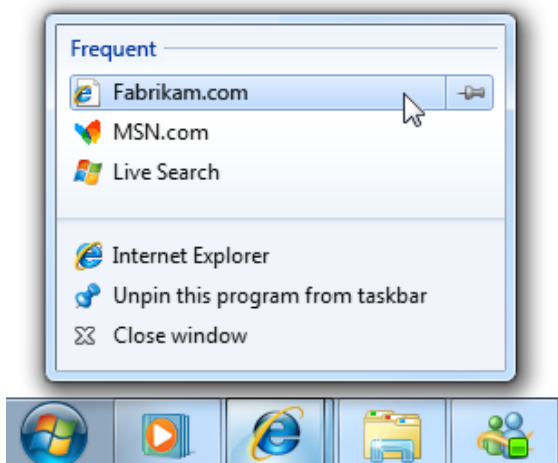 Frequent
Fabrikam.com
MSN.com
Live Search
Internet Explorer
Unpin this program from taskbar
Close window